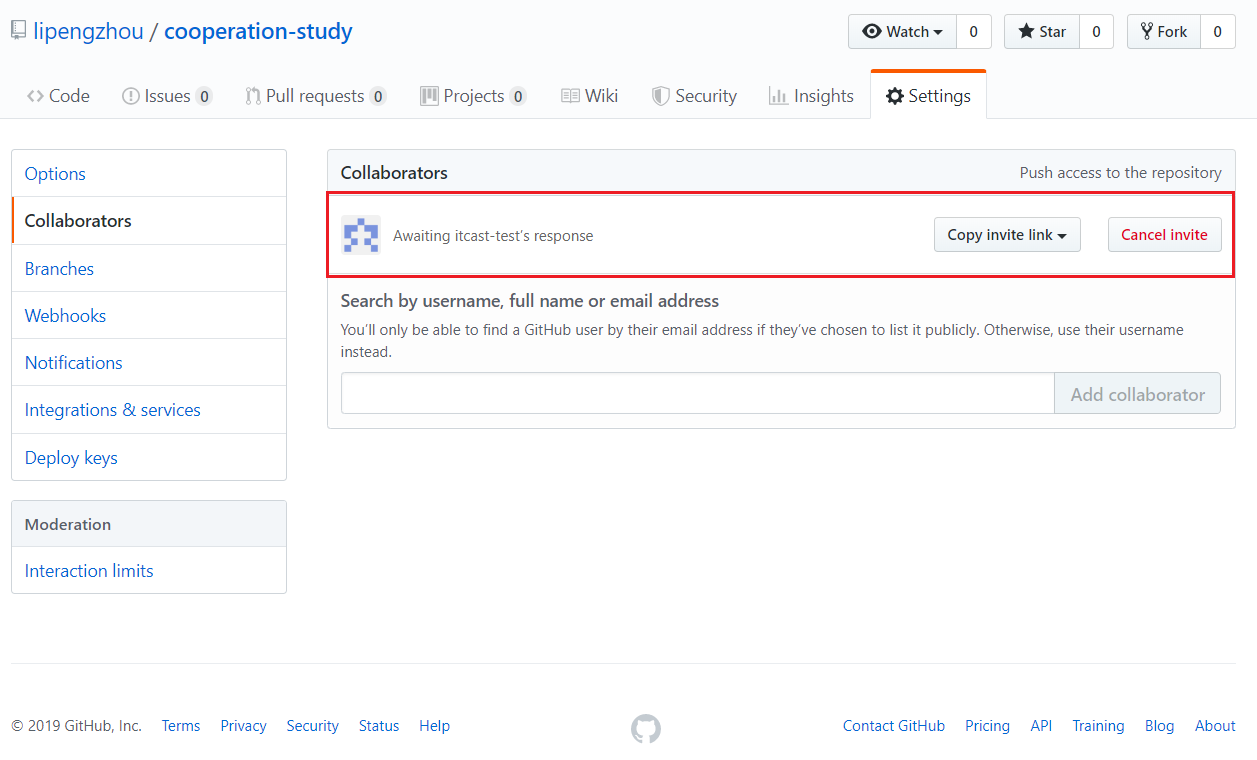 lipengzhou / cooperation-study
Watch 0 Star 0 Fork 0
Code Issues 0 Pull requests 0 Projects 0 Wiki Security Insights Settings
Options
Collaborators
Branches
Webhooks
Notifications
Integrations & services
Deploy keys
Moderation
Interaction limits
Collaborators Push access to the repository
Awaiting itcast-test's response Copy invite link Cancel invite
Search by username, full name or email address
You'll only be able to find a GitHub user by their email address if they've chosen to list it publicly. Otherwise, use their username
instead.
Add collaborator
© 2019 GitHub, Inc. Terms Privacy Security Status Help Contact GitHub Pricing API Training Blog About